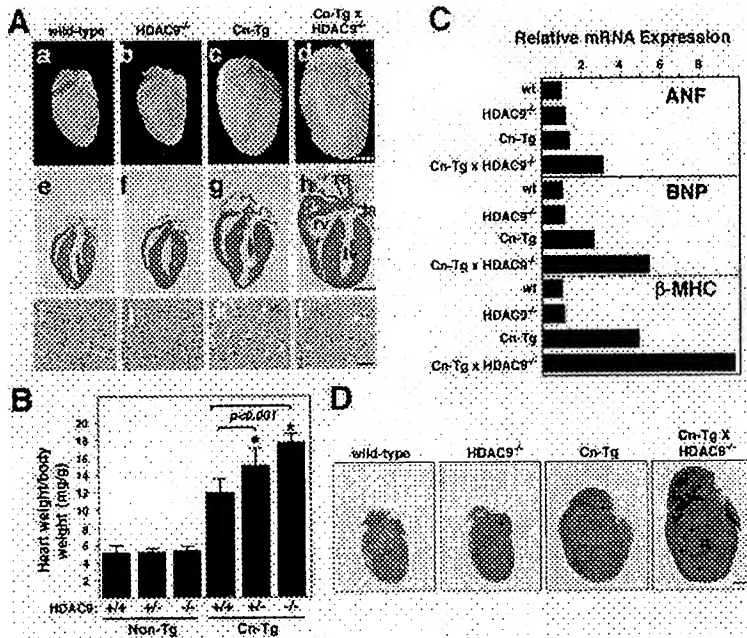 A
wild-type HDAC9-/- Cn-Tg Cn-Tg x HDAC9-/-
a b c d
e f g h
B
Heart weight/body weight (mg/g)
20
18
16
14
12
10
8
6
4
2
p<0.001
* *
HDAC9: +/+ +/- -/- +/+ +/- -/-
Non-Tg Cn-Tg
C
Relative mRNA Expression
2 4 6 8
ANF
wt
HDAC9-/-
Cn-Tg
Cn-Tg x HDAC9-/-
BNP
wt
HDAC9-/-
Cn-Tg
Cn-Tg x HDAC9-/-
β-MHC
wt
HDAC9-/-
Cn-Tg
Cn-Tg x HDAC9-/-
D
wild-type HDAC9-/- Cn-Tg Cn-Tg X HDAC9-/-